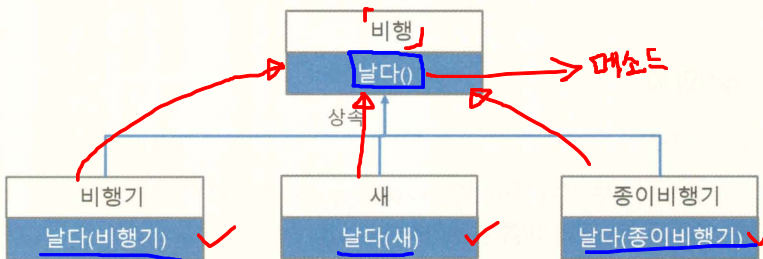 「비행」
날다()
메소드
상속
비행기
새
종이비행기
날다(비행기)
날다(새)
날다(종이비행기)